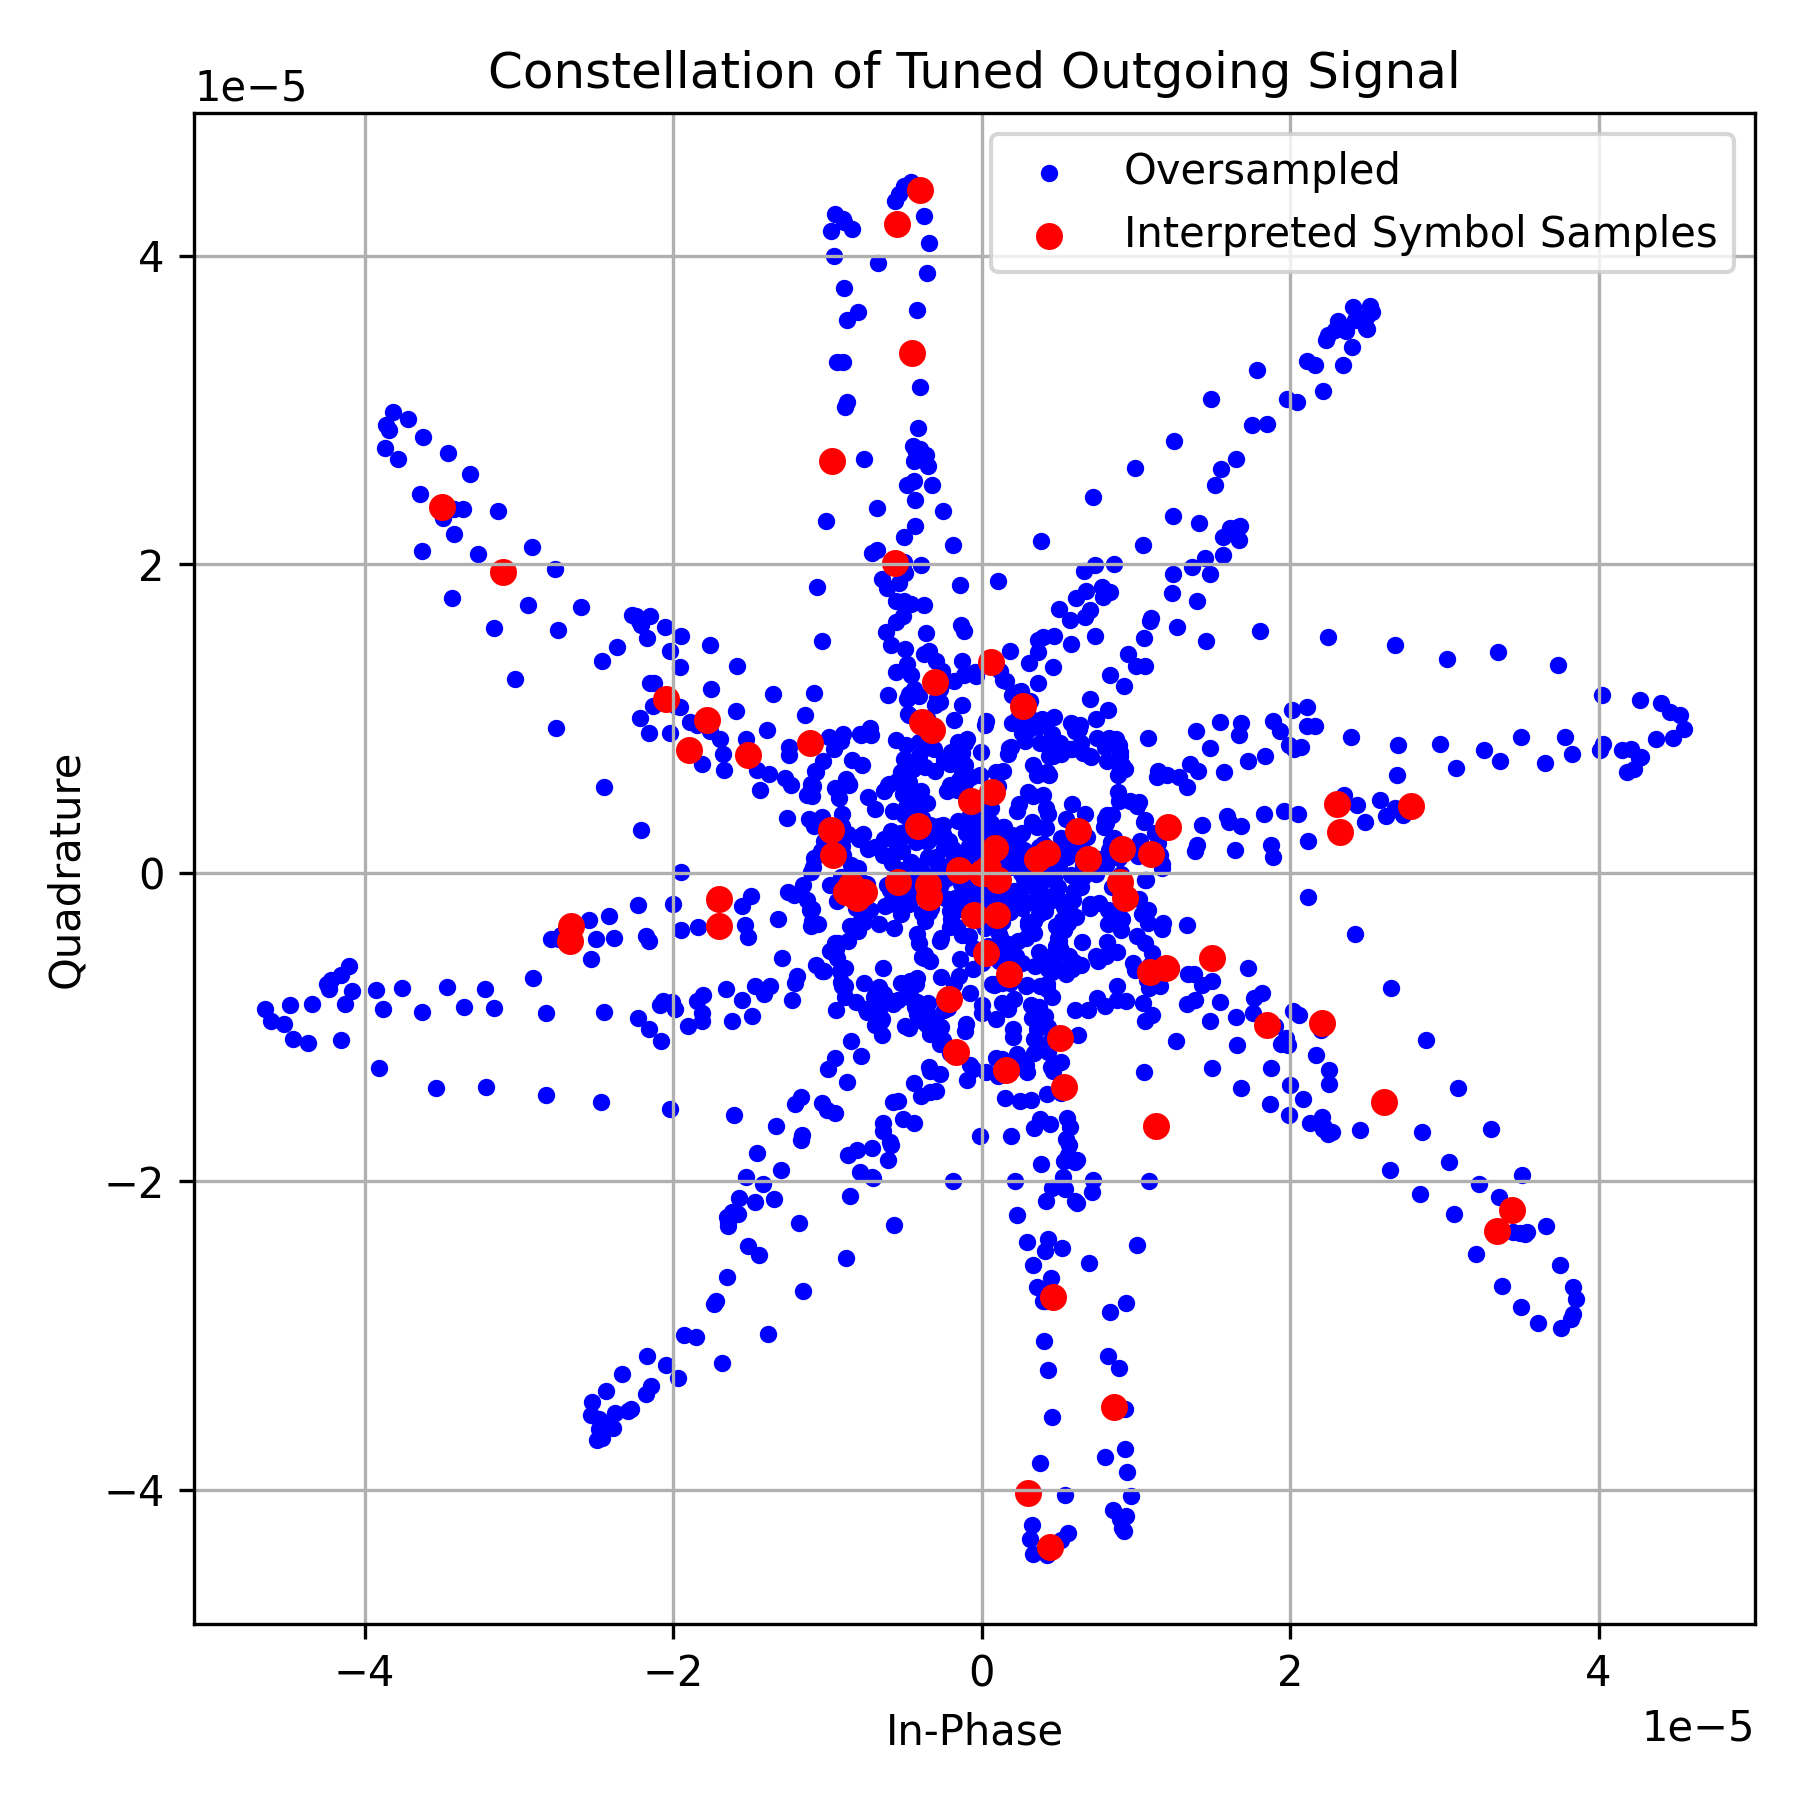 Constellation of Tuned Outgoing Signal
1e−5
Oversampled
Interpreted Symbol Samples
4
2
0
−2
−4
Quadrature
−4
−2
0
2
4
In-Phase
1e−5